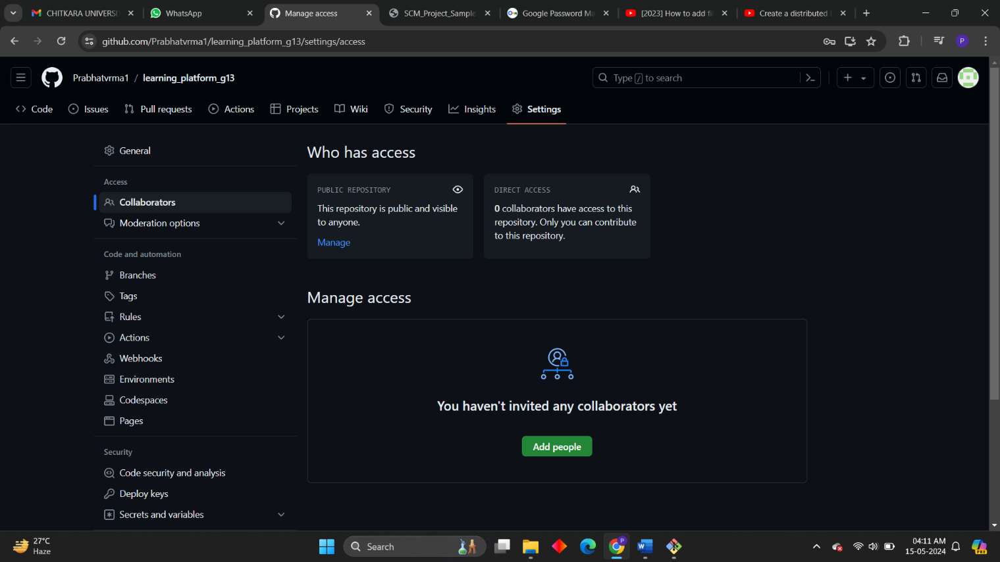 CHITKARA UNIVERSI
WhatsApp
Manage access
SCM_Project_Sample
Google Password Ma
[2023] How to add fil
Create a distributed
github.com/Prabhatvrma1/learning_platform_g13/settings/access
P
Prabhatvrma1 / learning_platform_g13
Type / to search
Code
Issues
Pull requests
Actions
Projects
Wiki
Security
Insights
Settings
General
Access
Collaborators
Moderation options
Code and automation
Branches
Tags
Rules
Actions
Webhooks
Environments
Codespaces
Pages
Security
Code security and analysis
Deploy keys
Secrets and variables
Who has access
PUBLIC REPOSITORY
This repository is public and visible
to anyone.
Manage
DIRECT ACCESS
0 collaborators have access to this
repository. Only you can contribute
to this repository.
Manage access
You haven't invited any collaborators yet
Add people
27°C
Haze
Search
P
W
04:11 AM
15-05-2024
PRE